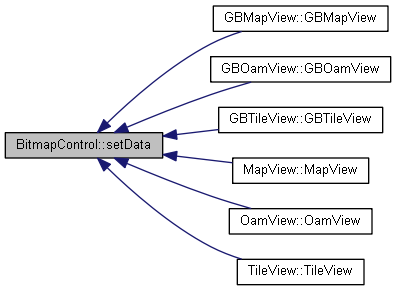 GBMapView::GBMapView
GBOamView::GBOamView
GBTileView::GBTileView
BitmapControl::setData
MapView::MapView
OamView::OamView
TileView::TileView